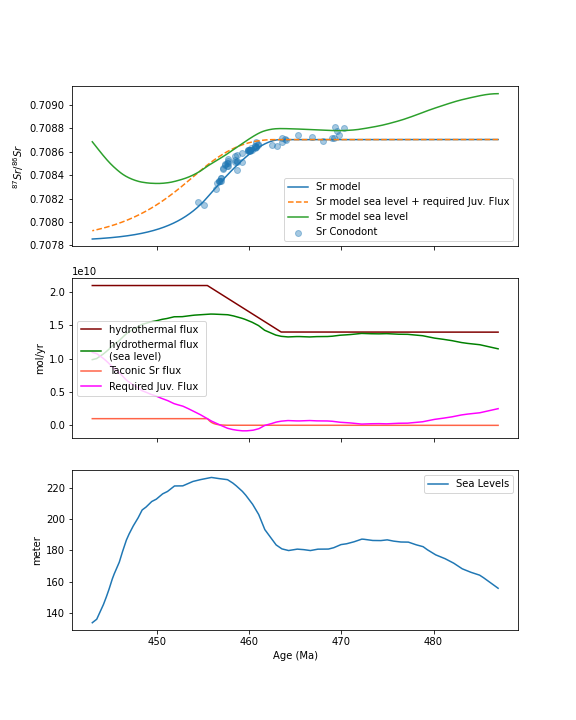 0.7090
0.7088
0.7086
0.7084
0.7082
0.7080
0.7078
⁸⁷Sr/⁸⁶Sr
Sr model
Sr model sea level + required Juv. Flux
Sr model sea level
Sr Conodont
1e10
2.0
1.5
1.0
0.5
0.0
mol/yr
hydrothermal flux
hydrothermal flux
(sea level)
Taconic Sr flux
Required Juv. Flux
220
200
180
160
140
meter
Sea Levels
450 460 470 480
Age (Ma)